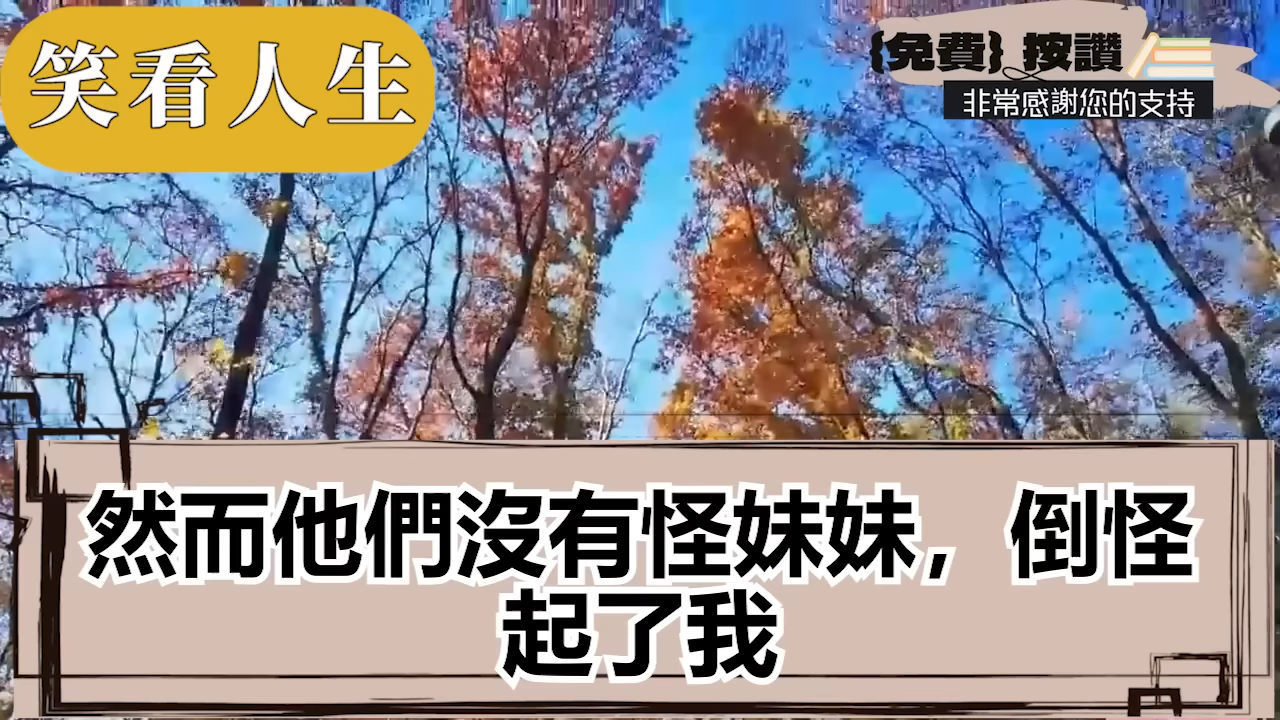 笑看人生
{免費} 按讚
非常感謝您的支持
然而他們沒有怪妹妹，倒怪
起了我